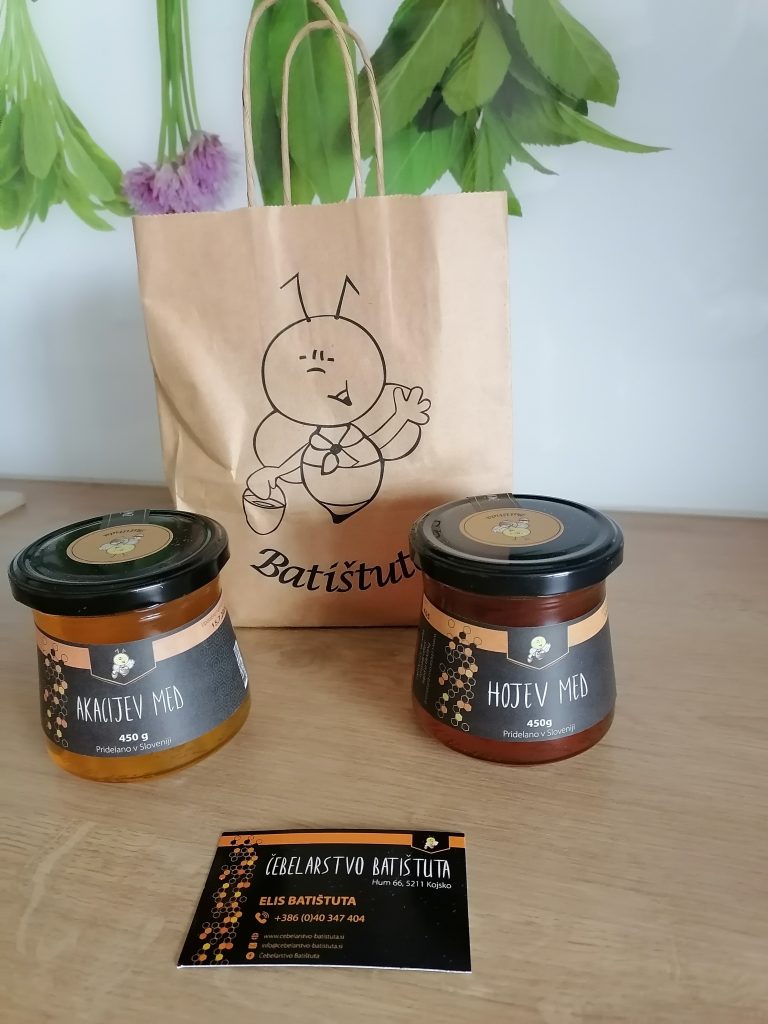 Batištuta
AKACIJEV MED
450 g
Pridelano v Sloveniji
HOJEV MED
450g
Pridelano v Sloveniji
ČEBELARSTVO BATIŠTUTA
Hum 66, 5211 Kojsko
ELIS BATIŠTUTA
+386 (0)40 347 404
www.cebelarstvo-batistuta.si
info@cebelarstvo-batistuta.si
Čebelarstvo Batištuta